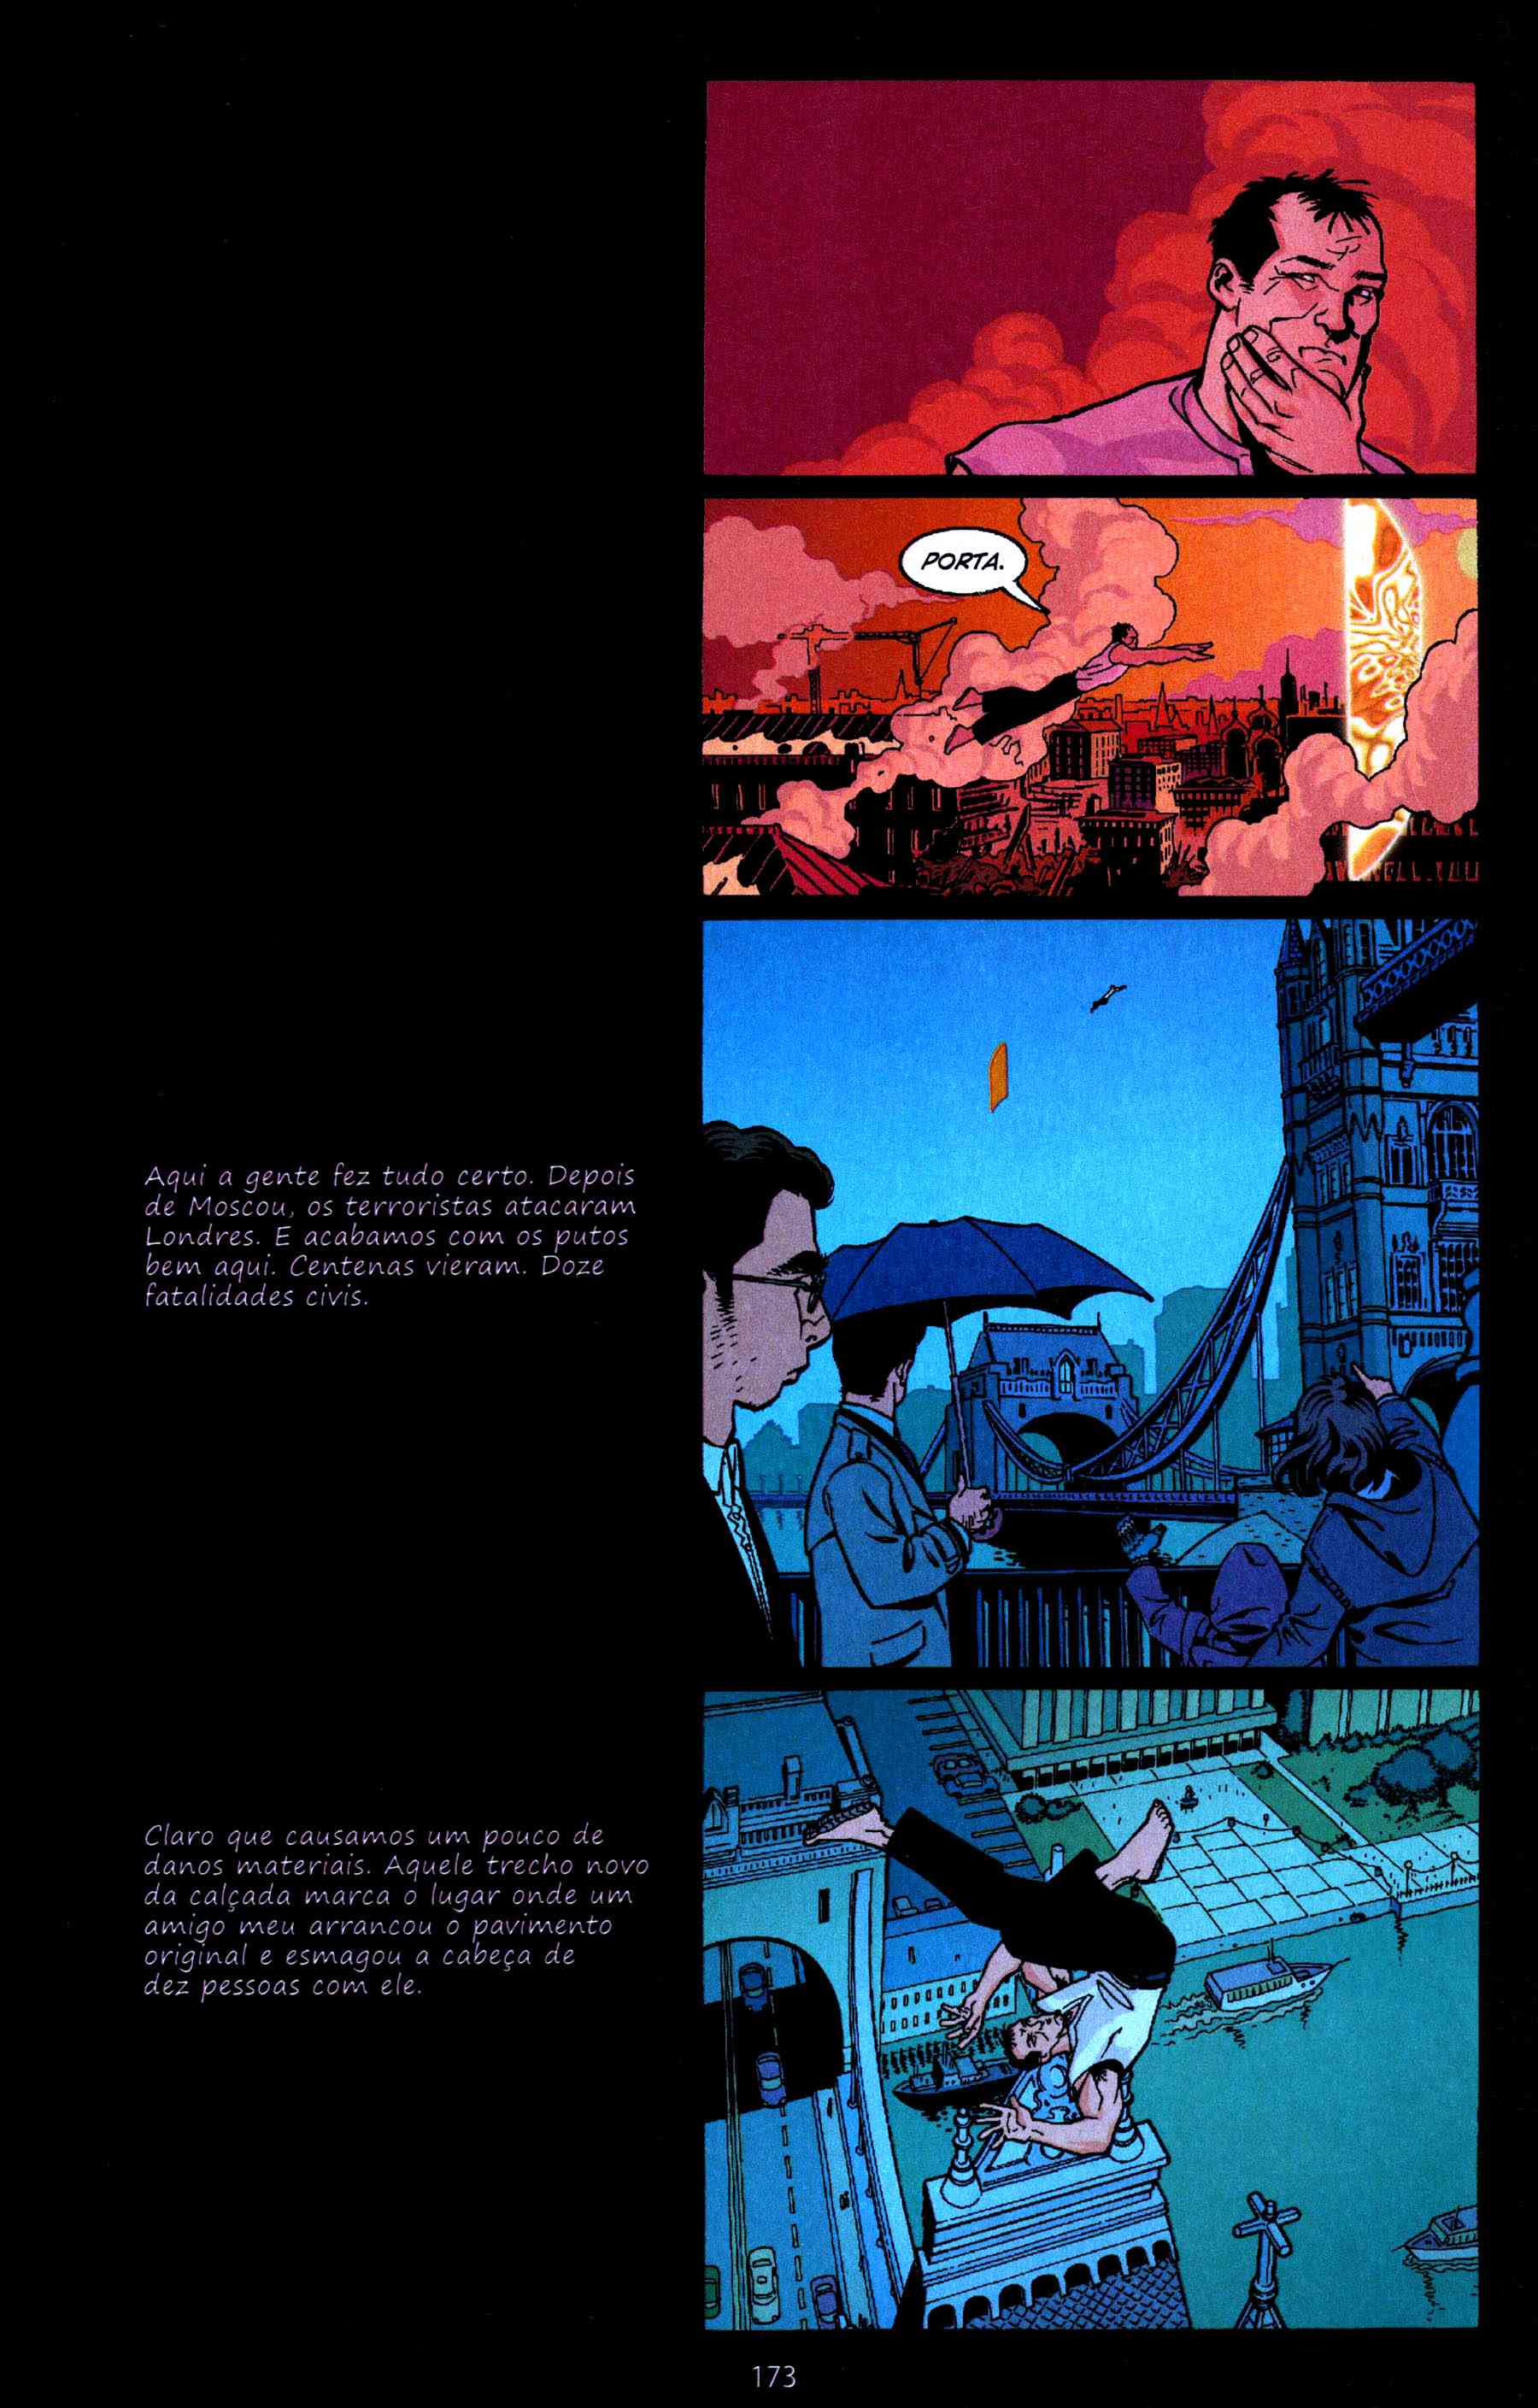 PORTA.
Aqui a gente fez tudo certo. Depois
de Moscou, os terroristas atacaram
Londres. E acabamos com os putos
bem aqui. Centenas vieram. Doze
fatalidades civis.
Claro que causamos um pouco de
danos materiais. Aquele trecho novo
da calçada marca o lugar onde um
amigo meu arrancou o pavimento
original e esmagou a cabeça de
dez pessoas com ele.
173